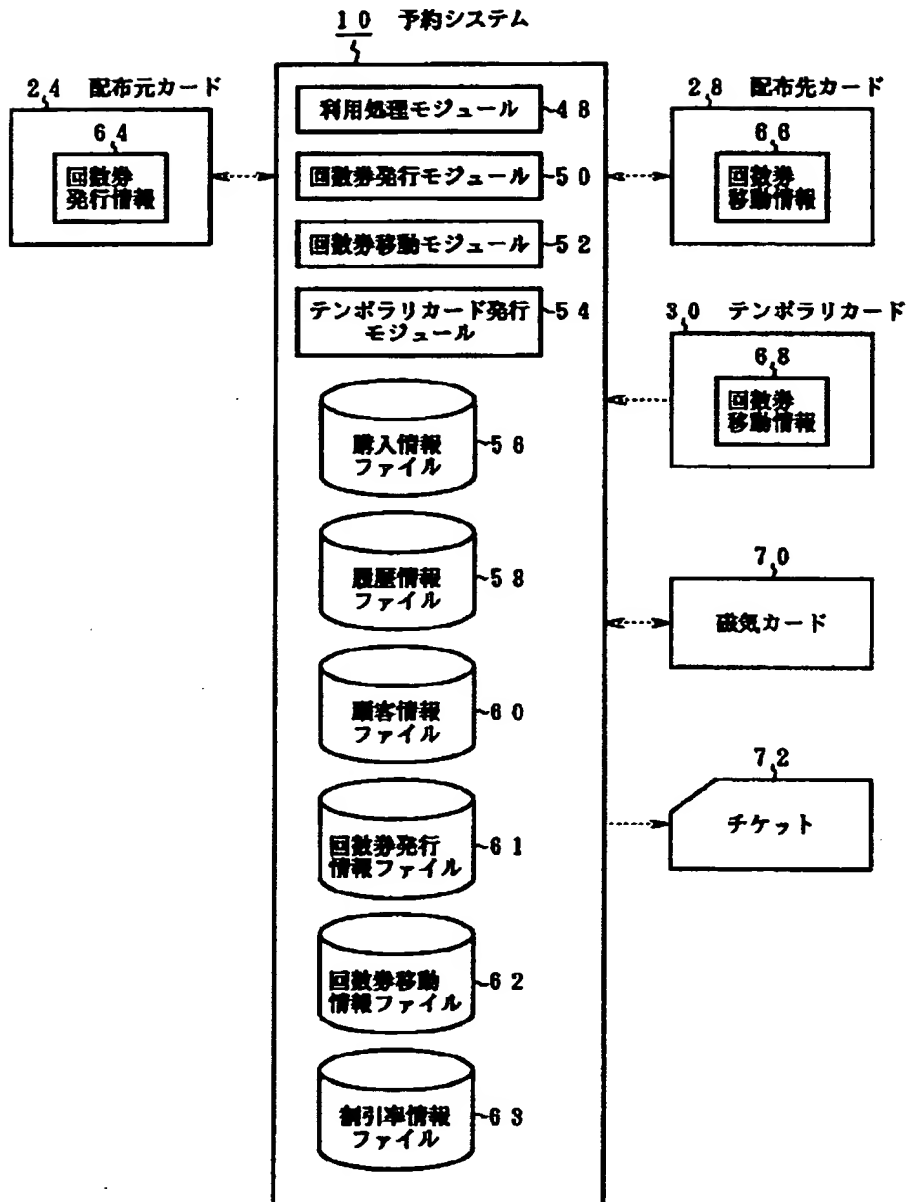 10 予約システム
24 配布元カード
64
回数券
発行情報
利用処理モジュール 48
回数券発行モジュール 50
回数券移動モジュール 52
テンポラリカード発行
モジュール 54
購入情報
ファイル 56
履歴情報
ファイル 58
顧客情報
ファイル 60
回数券発行
情報ファイル 61
回数券移動
情報ファイル 62
割引率情報
ファイル 63
28 配布先カード
66
回数券
移動情報
30 テンポラリカード
68
回数券
移動情報
70
磁気カード
72
チケット